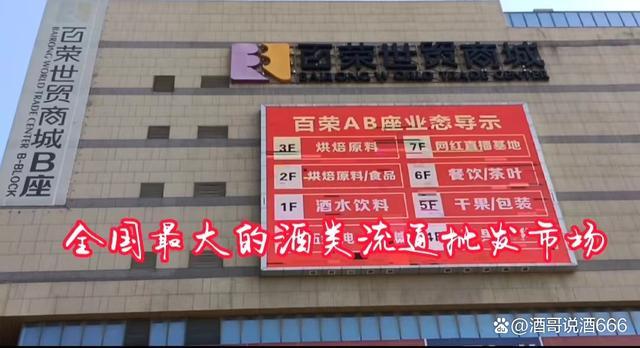 百荣世贸商城B座
BAIRONG WORLD TRADE CENTER B-BLOCK
百荣世贸商城
BAIRONG WORLD TRADE CENTER
百荣AB座业态导示
3F 烘焙原料 7F 网红直播基地
2F 烘焙原料/食品 6F 餐饮/茶叶
1F 酒水饮料 5F 干果/包装
全国最大的酒类流通批发市场
@酒哥说酒666